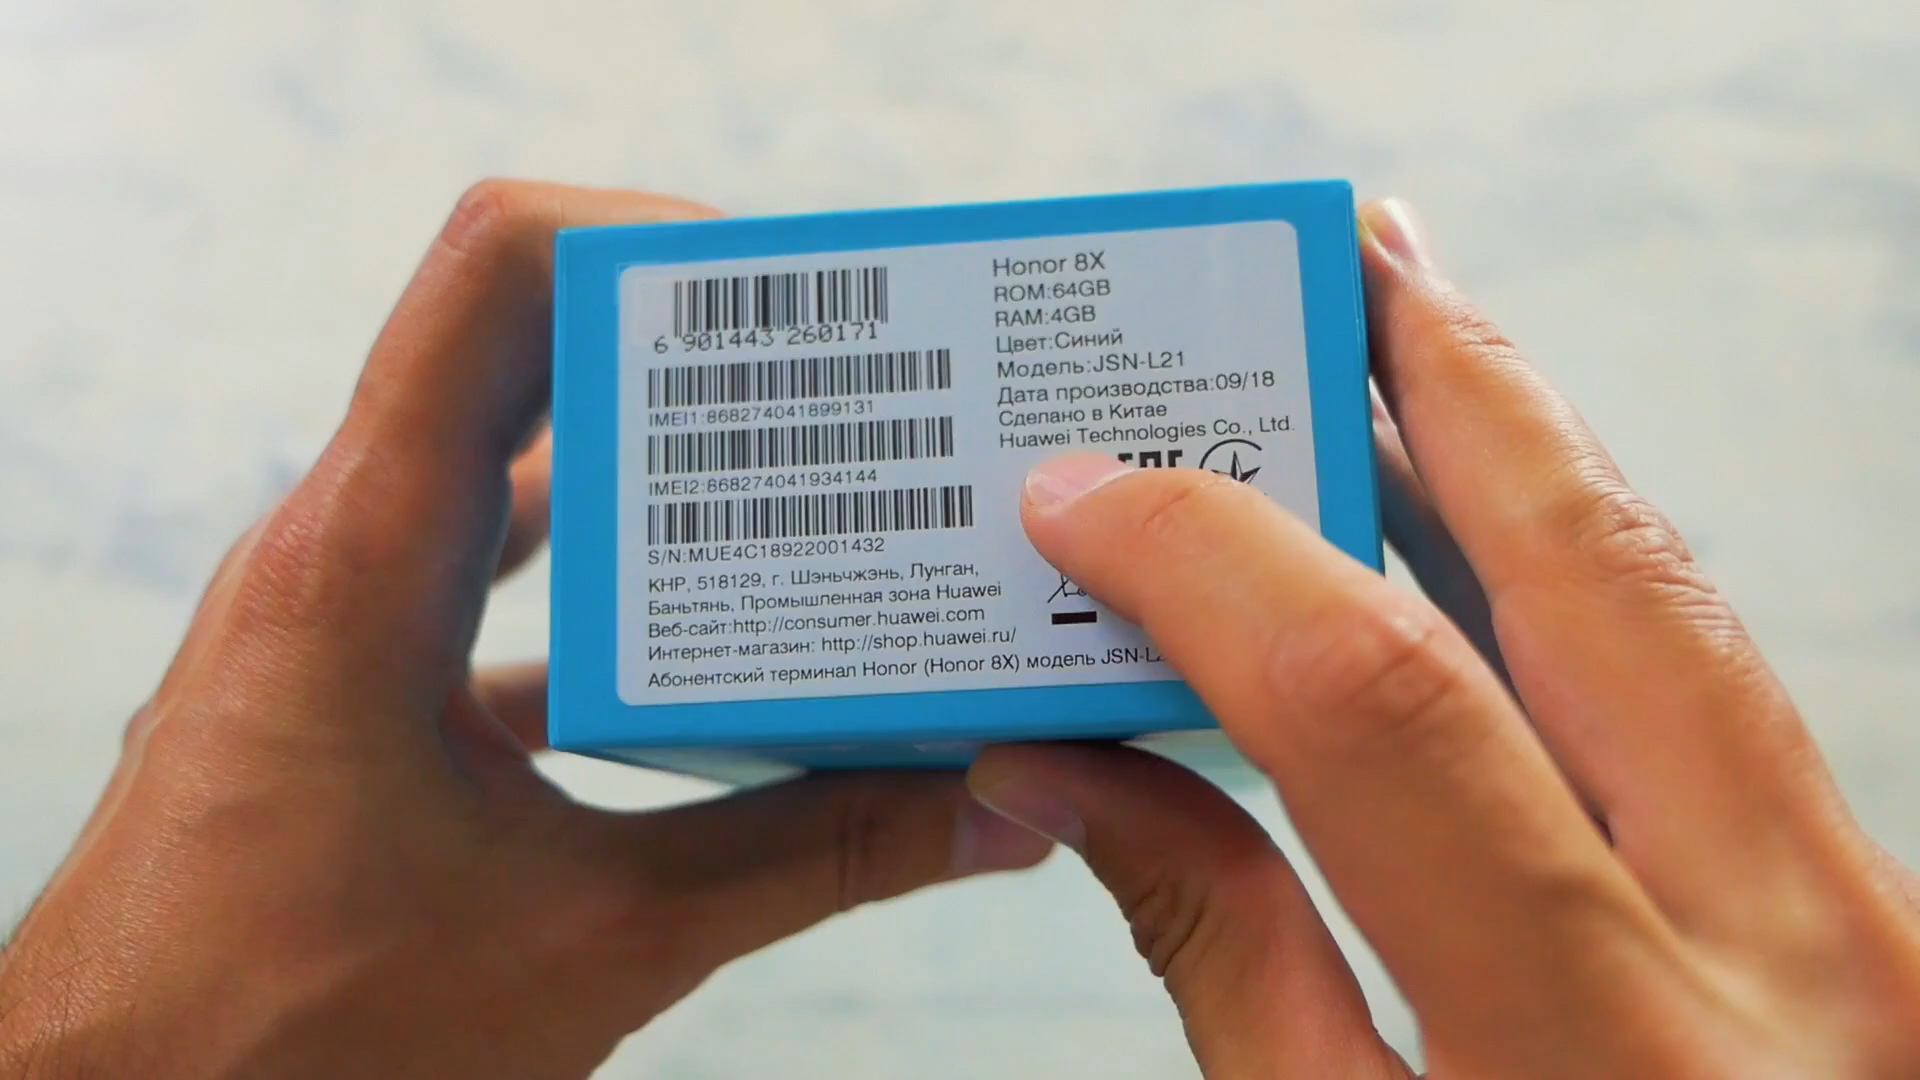 6 901443 260171
IMEI1:868274041899131
IMEI2:868274041934144
S/N:MUE4C18922001432
КНР, 518129, г. Шэньчжэнь, Лунган,
Баньтянь, Промышленная зона Huawei
Веб-сайт:http://consumer.huawei.com
Интернет-магазин: http://shop.huawei.ru/
Абонентский терминал Honor (Honor 8X) модель
Honor 8X
ROM:64GB
RAM:4GB
Цвет:Синий
Модель:JSN-L21
Дата производства:09/18
Сделано в Китае
Huawei Technologies Co., Ltd.